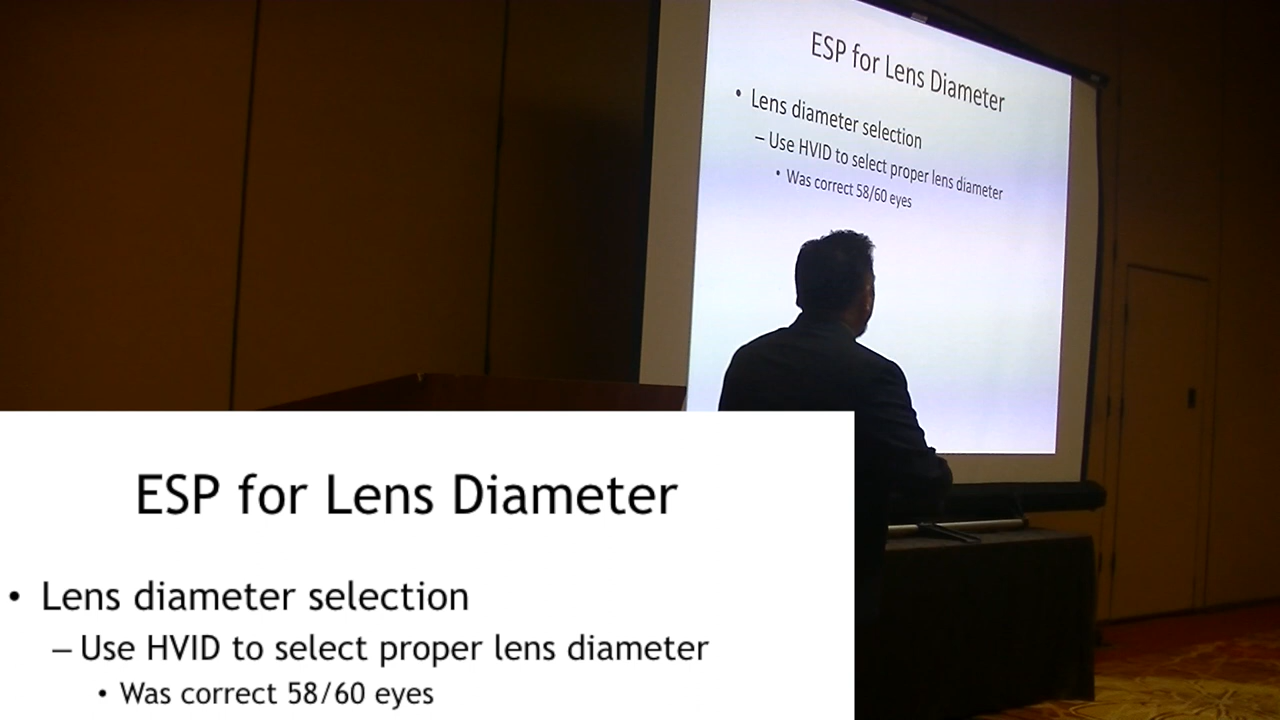 ESP for Lens Diameter
• Lens diameter selection
– Use HVID to select proper lens diameter
• Was correct 58/60 eyes
ESP for Lens Diameter
• Lens diameter selection
– Use HVID to select proper lens diameter
• Was correct 58/60 eyes